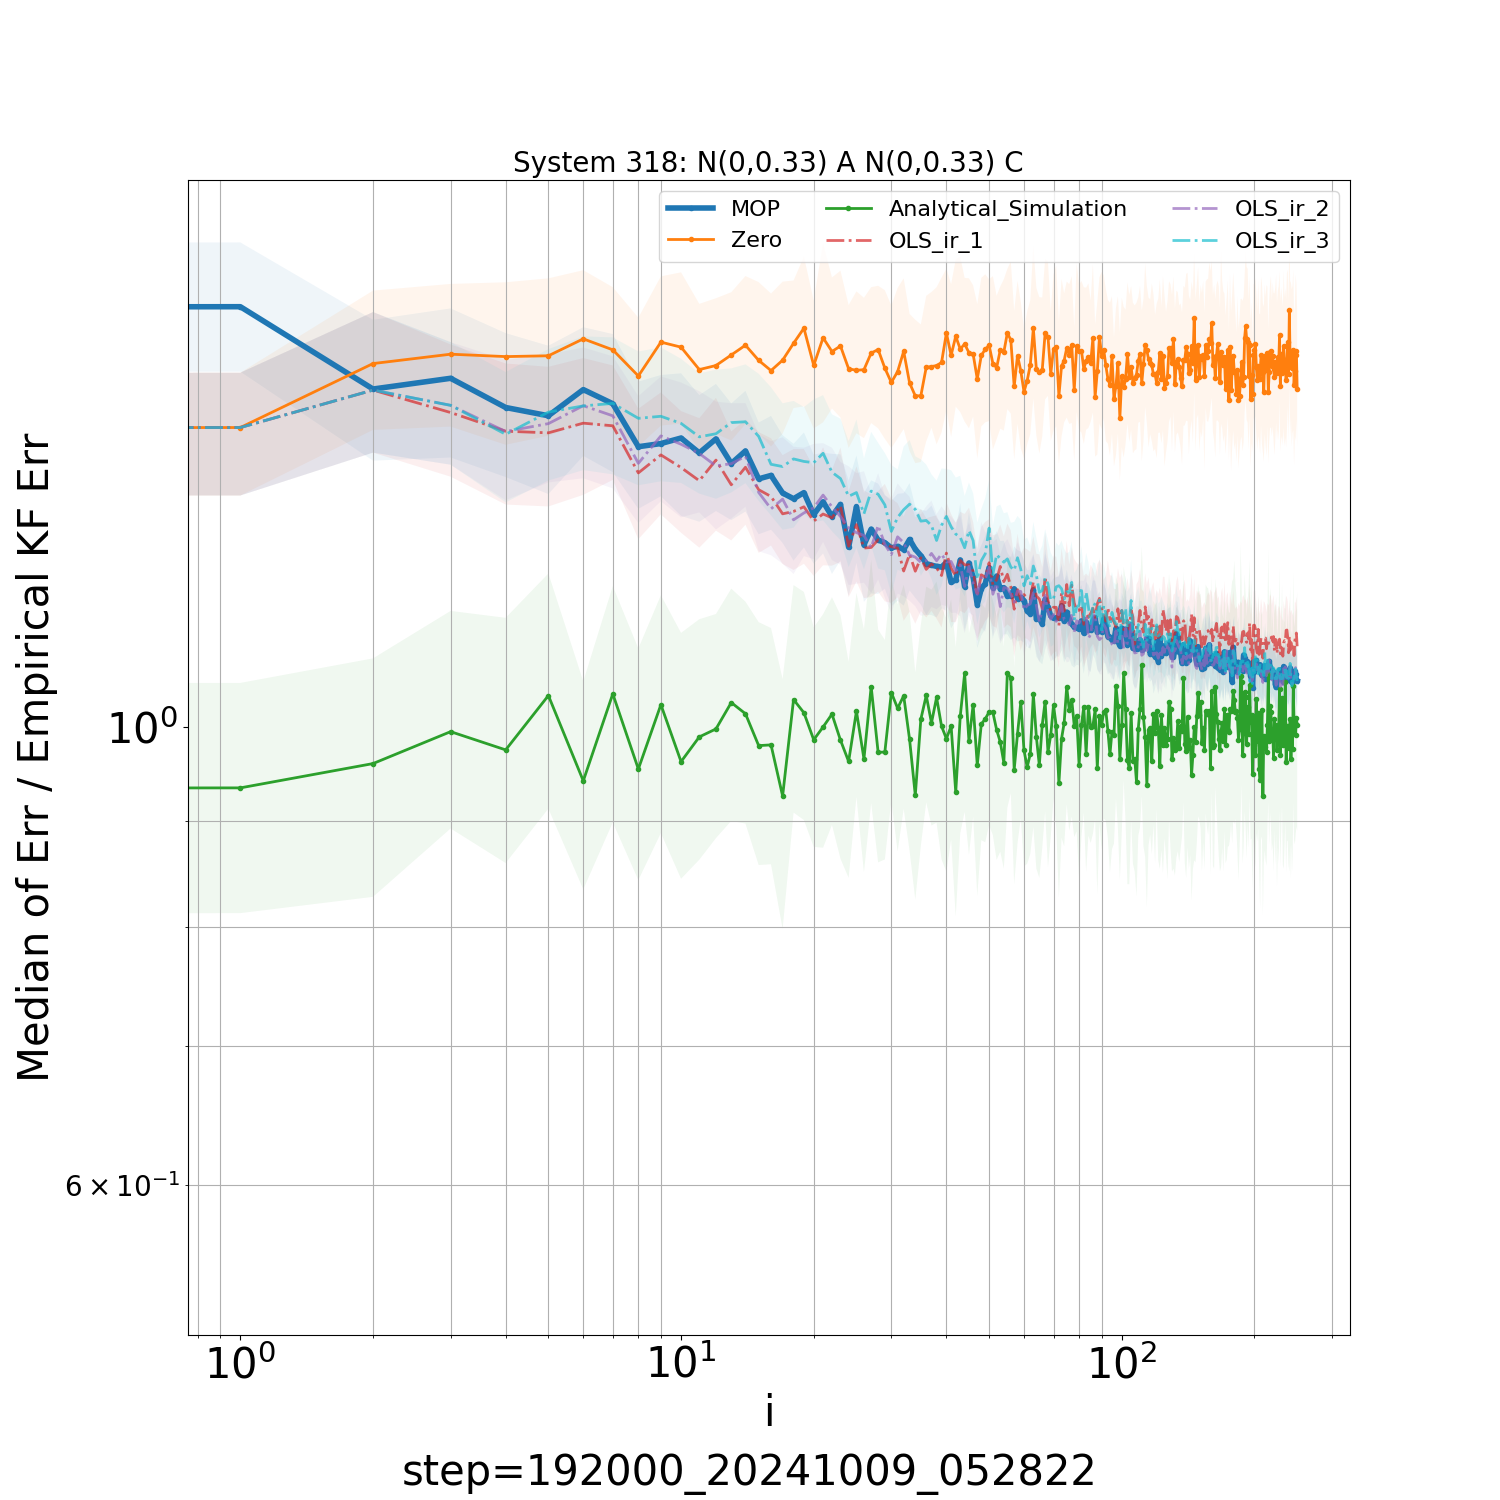 System 318: N(0,0.33) A N(0,0.33) C
MOP
Zero
Analytical_Simulation
OLS_ir_1
OLS_ir_2
OLS_ir_3
Median of Err / Empirical KF Err
10⁰
6 × 10⁻¹
10⁰
10¹
10²
i
step=192000_20241009_052822